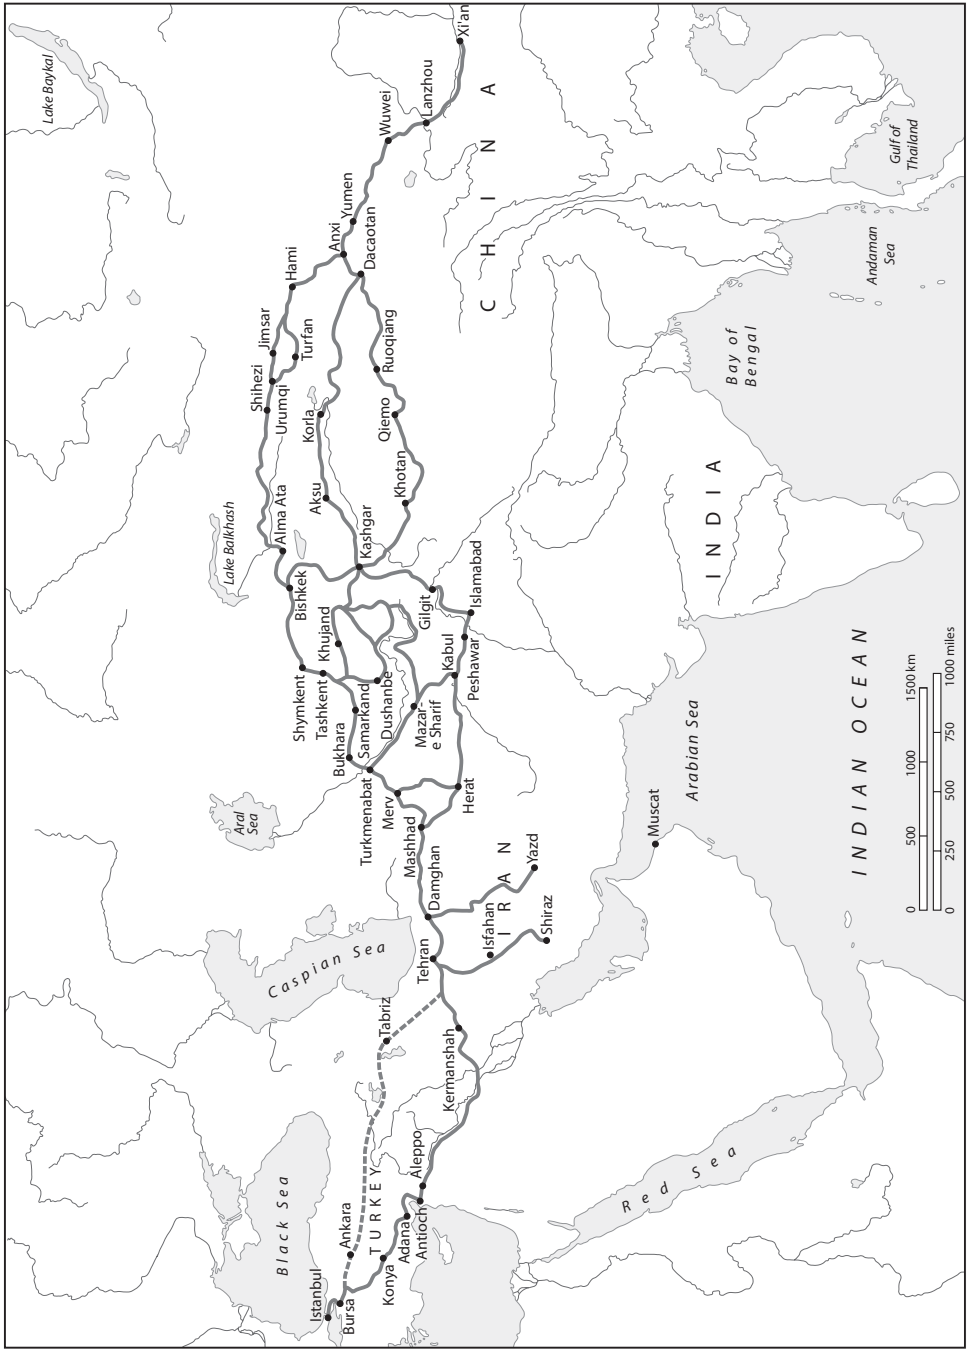 Lake Baykal
Xi'an
Lanzhou
Wuwei
Yumen
Anxi
Dacaotan
Hami
Jimsar
Turfan
Shihezi
Urumqi
Korla
Ruoqiang
Qiemo
Aksu
Khotan
Alma Ata
Lake Balkhash
Kashgar
Bishkek
Gilgit
Islamabad
Khujand
Kabul
Peshawar
Shymkent
Tashkent
Samarkand
Dushanbe
Mazar-
e Sharif
Bukhara
Turkmenabat
Merv
Herat
Mashhad
Aral
Sea
Damghan
Yazd
IRAN
Isfahan
Shiraz
Tehran
Caspian Sea
Tabriz
Kermanshah
Aleppo
TURKEY
Ankara
Adana
Antioch
Konya
Black Sea
Istanbul
Bursa
CHINA
INDIA
Gulf of
Thailand
Andaman
Sea
Bay of
Bengal
Arabian Sea
Muscat
INDIAN OCEAN
Red Sea
0 500 1000 1500 km
0 250 500 750 1000 miles